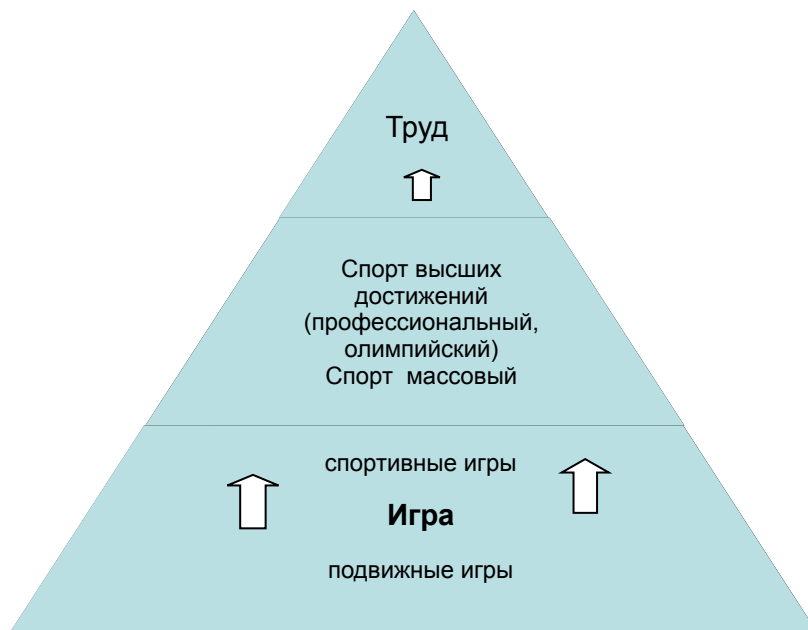 Труд
Спорт высших
достижений
(профессиональный,
олимпийский)
Спорт массовый
спортивные игры
Игра
подвижные игры